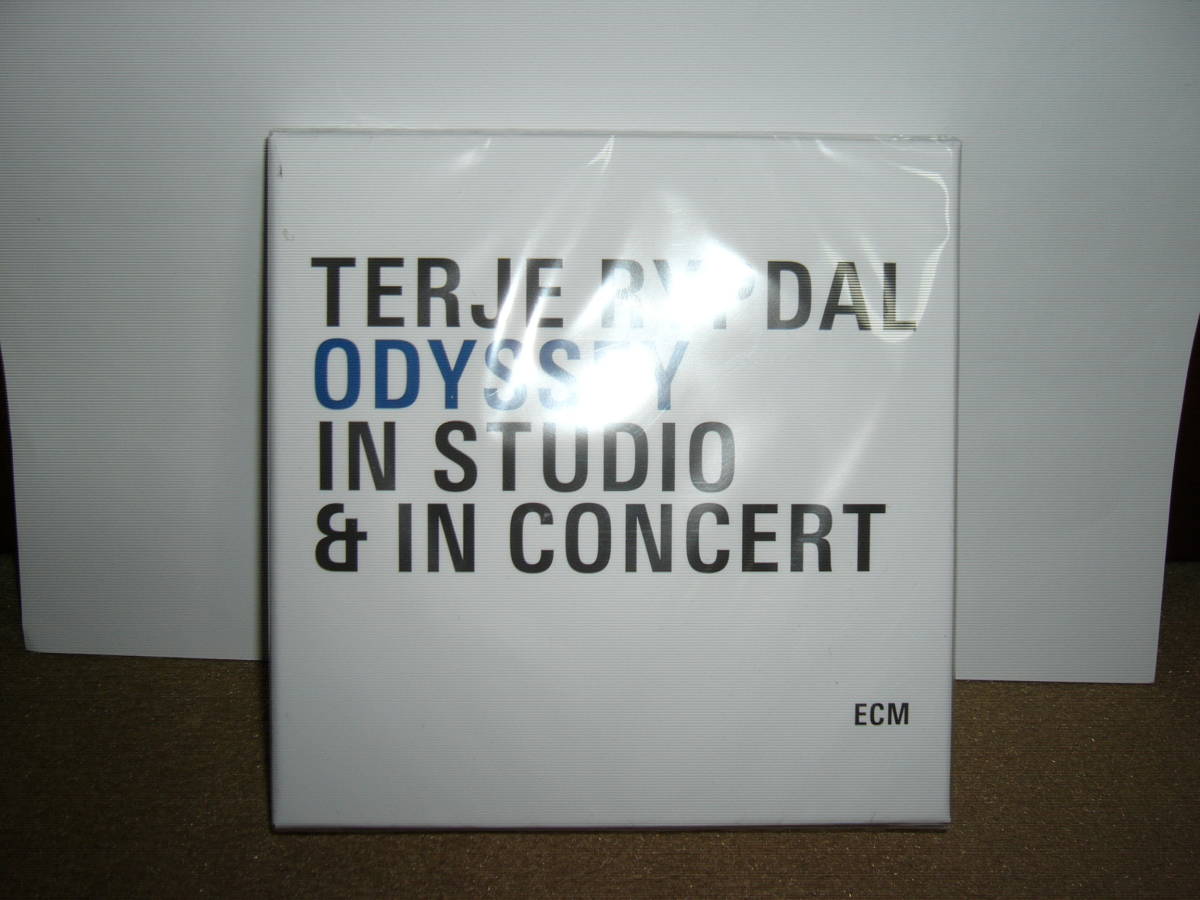 TERJE RYPDAL
ODYSSEY
IN STUDIO
& IN CONCERT
ECM